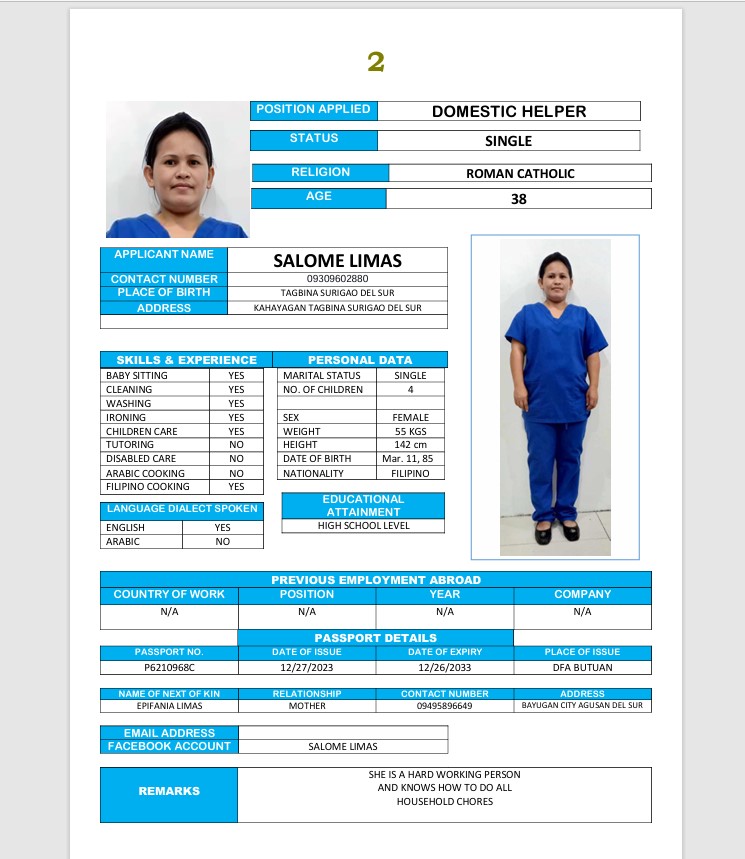 2
POSITION APPLIED DOMESTIC HELPER
STATUS SINGLE
RELIGION ROMAN CATHOLIC
AGE 38
APPLICANT NAME SALOME LIMAS
CONTACT NUMBER 09309602880
PLACE OF BIRTH TAGBINA SURIGAO DEL SUR
ADDRESS KAHAYAGAN TAGBINA SURIGAO DEL SUR
SKILLS & EXPERIENCE
BABY SITTING YES
CLEANING YES
WASHING YES
IRONING YES
CHILDREN CARE YES
TUTORING NO
DISABLED CARE NO
ARABIC COOKING NO
FILIPINO COOKING YES
LANGUAGE DIALECT SPOKEN
ENGLISH YES
ARABIC NO
PERSONAL DATA
MARITAL STATUS SINGLE
NO. OF CHILDREN 4
SEX FEMALE
WEIGHT 55 KGS
HEIGHT 142 cm
DATE OF BIRTH Mar. 11, 85
NATIONALITY FILIPINO
EDUCATIONAL
ATTAINMENT
HIGH SCHOOL LEVEL
PREVIOUS EMPLOYMENT ABROAD
COUNTRY OF WORK POSITION YEAR COMPANY
N/A N/A N/A N/A
PASSPORT DETAILS
PASSPORT NO. DATE OF ISSUE DATE OF EXPIRY PLACE OF ISSUE
P6210968C 12/27/2023 12/26/2033 DFA BUTUAN
NAME OF NEXT OF KIN RELATIONSHIP CONTACT NUMBER ADDRESS
EPIFANIA LIMAS MOTHER 09495896649 BAYUGAN CITY AGUSAN DEL SUR
EMAIL ADDRESS
FACEBOOK ACCOUNT SALOME LIMAS
REMARKS
SHE IS A HARD WORKING PERSON
AND KNOWS HOW TO DO ALL
HOUSEHOLD CHORES